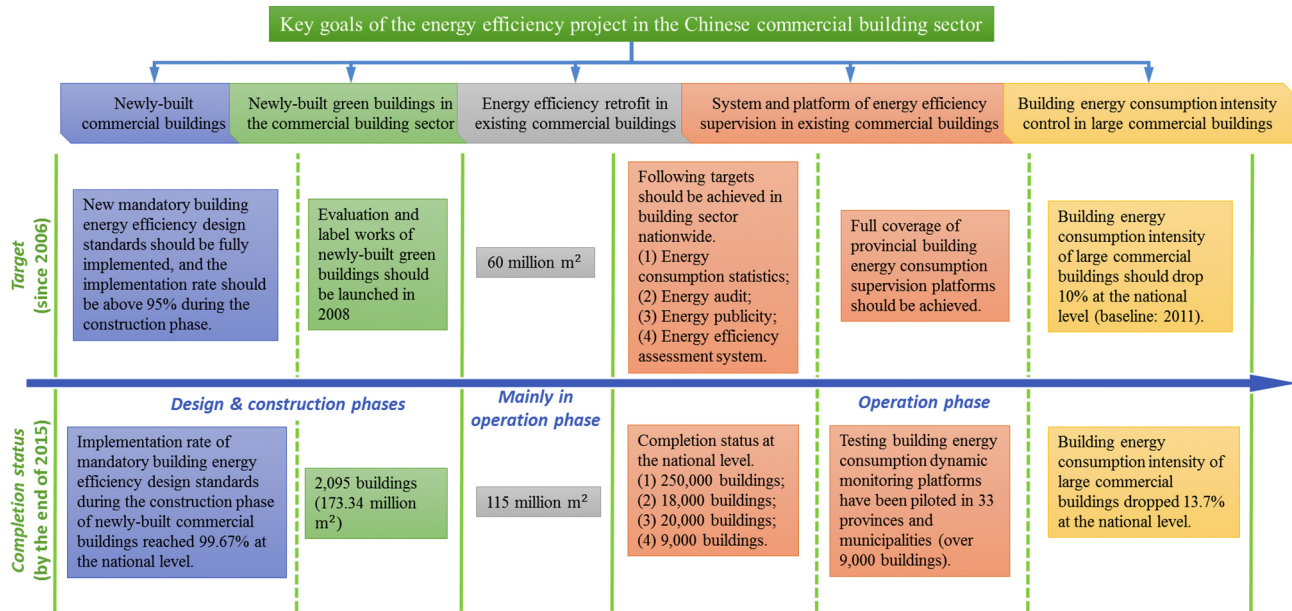 Key goals of the energy efficiency project in the Chinese commercial building sector
Newly-built
commercial buildings
Newly-built green buildings in
the commercial building sector
Energy efficiency retrofit in
existing commercial buildings
System and platform of energy efficiency
supervision in existing commercial buildings
Building energy consumption intensity
control in large commercial buildings
Target
(since 2006)
New mandatory building
energy efficiency design
standards should be fully
implemented, and the
implementation rate should
be above 95% during the
construction phase.
Evaluation and
label works of
newly-built green
buildings should
be launched in
2008
60 million m²
Following targets
should be achieved in
building sector
nationwide.
(1) Energy
consumption statistics;
(2) Energy audit;
(3) Energy publicity;
(4) Energy efficiency
assessment system.
Full coverage of
provincial building
energy consumption
supervision platforms
should be achieved.
Building energy
consumption intensity
of large commercial
buildings should drop
10% at the national
level (baseline: 2011).
Design & construction phases
Mainly in
operation phase
Operation phase
Completion status
(by the end of 2015)
Implementation rate of
mandatory building energy
efficiency design standards
during the construction phase
of newly-built commercial
buildings reached 99.67% at
the national level.
2,095 buildings
(173.34 million
m²)
115 million m²
Completion status at
the national level.
(1) 250,000 buildings;
(2) 18,000 buildings;
(3) 20,000 buildings;
(4) 9,000 buildings.
Testing building energy
consumption dynamic
monitoring platforms
have been piloted in 33
provinces and
municipalities (over
9,000 buildings).
Building energy
consumption intensity of
large commercial
buildings dropped 13.7%
at the national level.